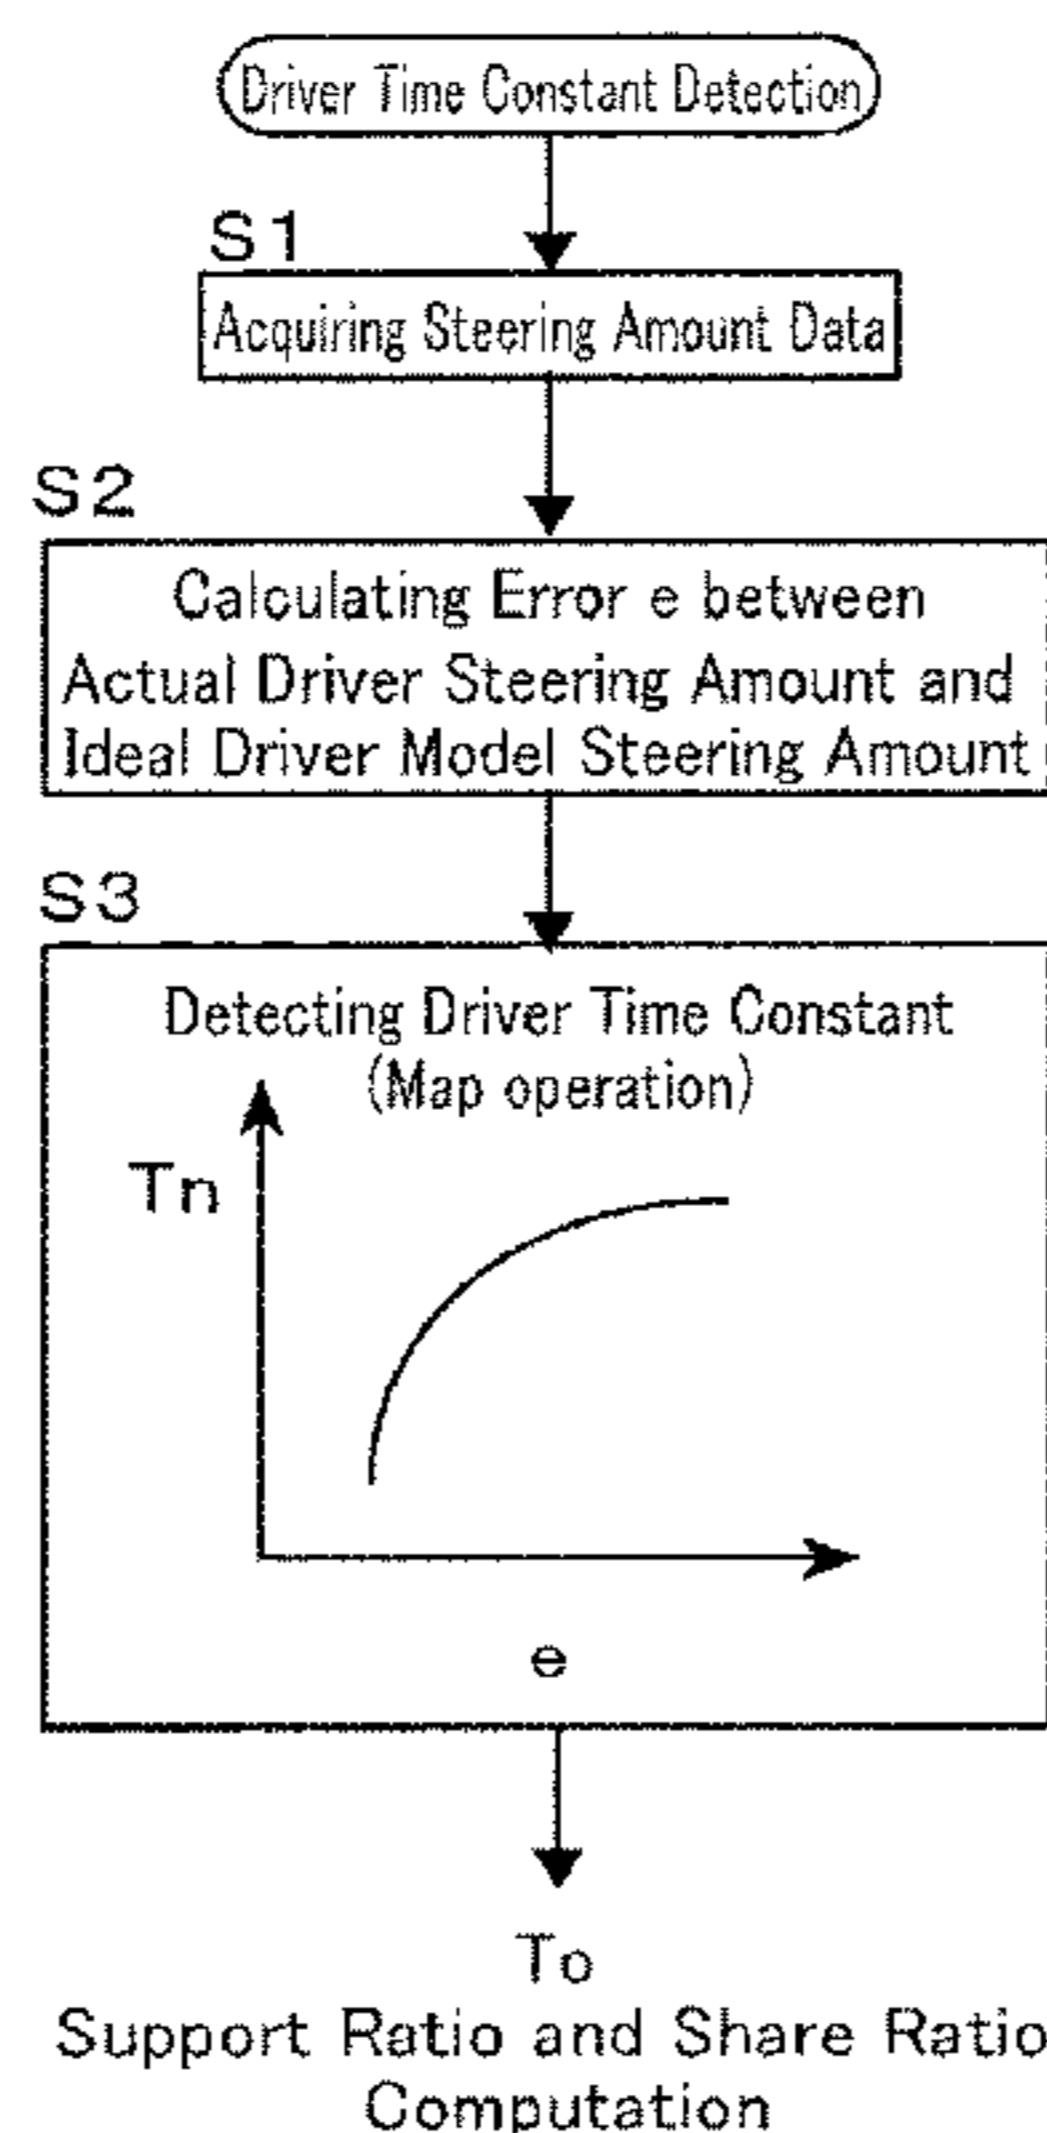 Driver Time Constant Detection
S1
Acquiring Steering Amount Data
S2
Calculating Error e between
Actual Driver Steering Amount and
Ideal Driver Model Steering Amount
S3
Detecting Driver Time Constant
(Map operation)
Tn
e
To
Support Ratio and Share Ratio
Computation